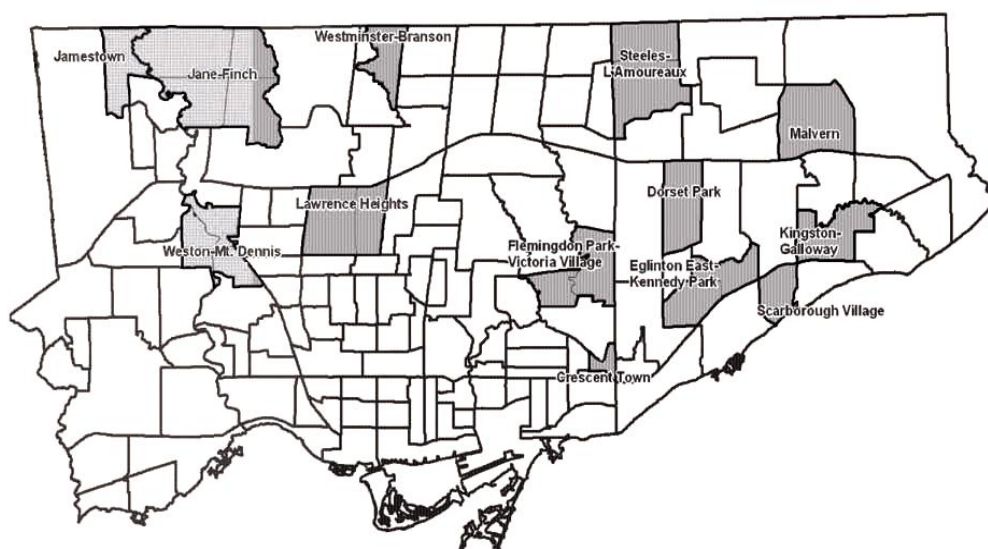 Westminster-Branson
Jamestown
Steeles-
L'Amoureaux
Jane-Finch
Malvern
Dorset Park
Lawrence Heights
Kingston-
Galloway
Flemingdon Park-
Victoria Village
Weston-Mt. Dennis
Eglinton East-
Kennedy Park
Scarborough Village
Crescent Town